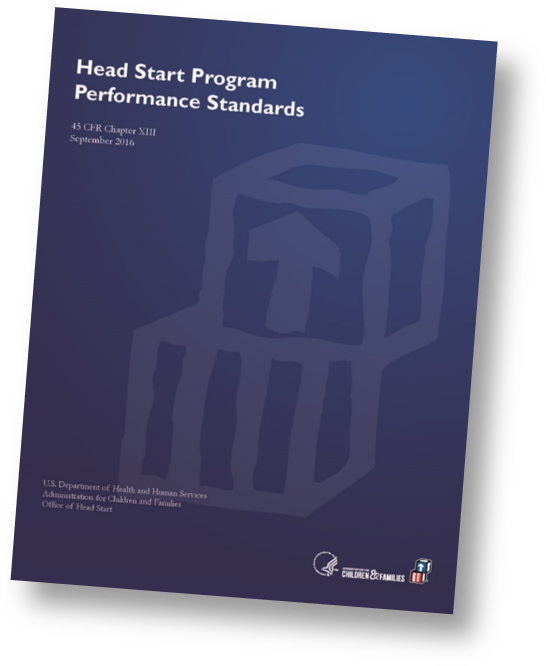 Head Start Program
Performance Standards
45 CFR Chapter XIII
September 2016
U.S. Department of Health and Human Services
Administration for Children and Families
Office of Head Start
CHILDREN & FAMILIES